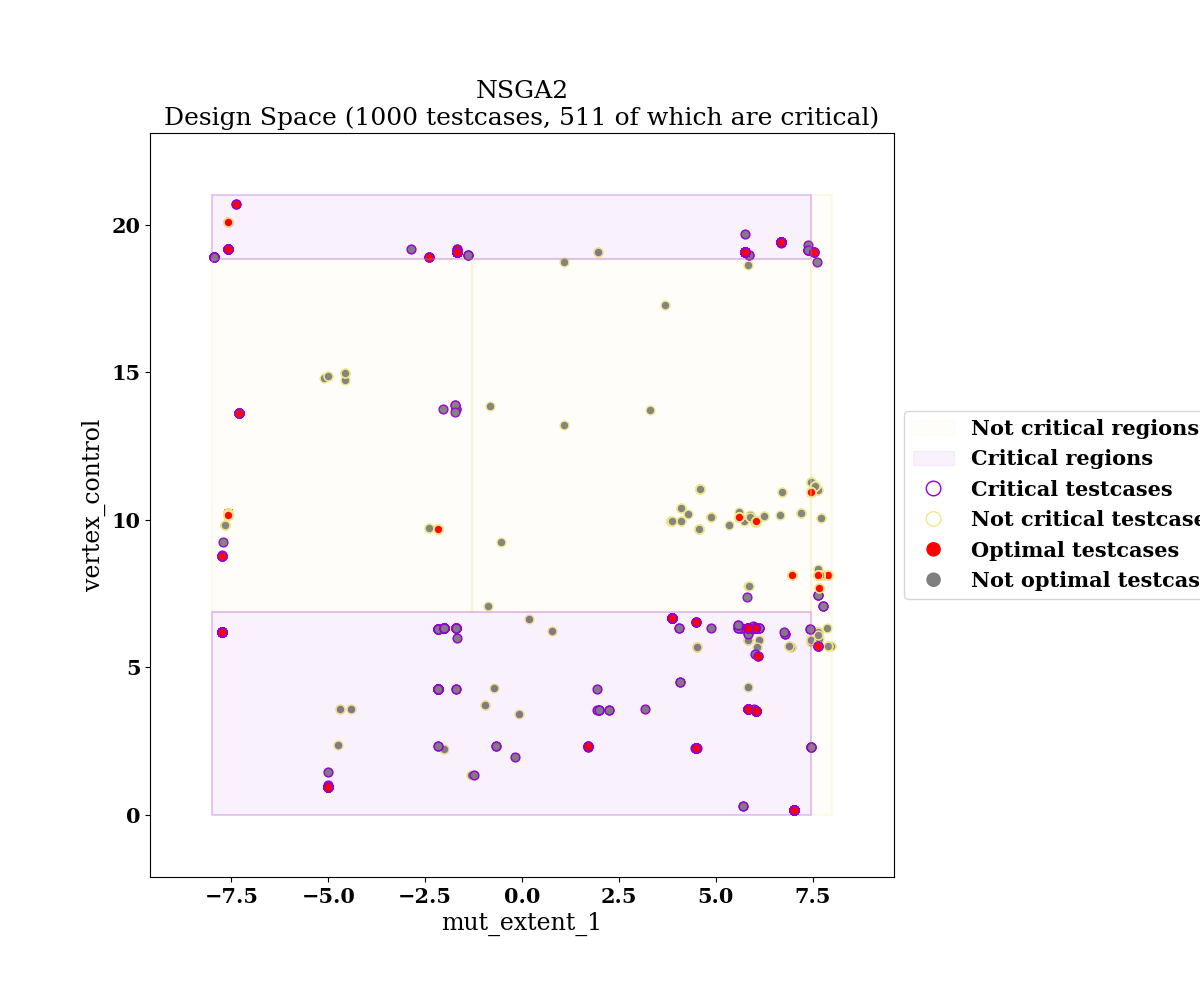 NSGA2
Design Space (1000 testcases, 511 of which are critical)
20
15
10
5
0
vertex_control
−7.5 −5.0 −2.5 0.0 2.5 5.0 7.5
mut_extent_1
Not critical regions
Critical regions
Critical testcases
Not critical testcase
Optimal testcases
Not optimal testcas